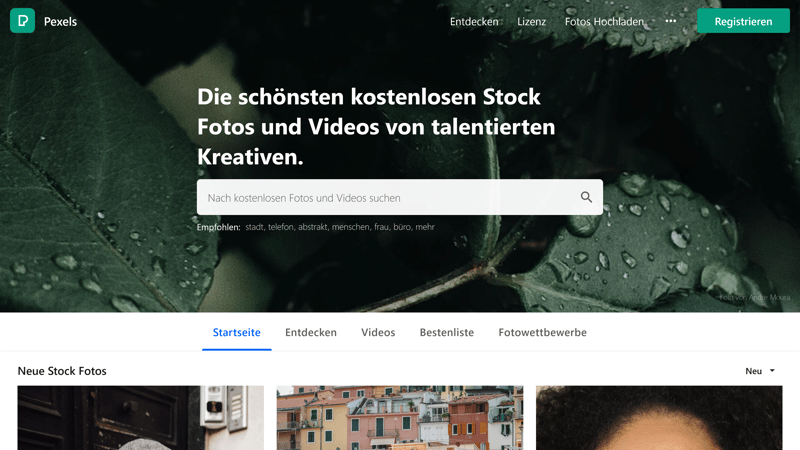 Pexels
Entdecken
Lizenz
Fotos Hochladen
•••
Registrieren
Die schönsten kostenlosen Stock
Fotos und Videos von talentierten
Kreativen.
Nach kostenlosen Fotos und Videos suchen
Empfohlen: stadt, telefon, abstrakt, menschen, frau, büro, mehr
Foto von Andre Moura
Startseite
Entdecken
Videos
Bestenliste
Fotowettbewerbe
Neue Stock Fotos
Neu